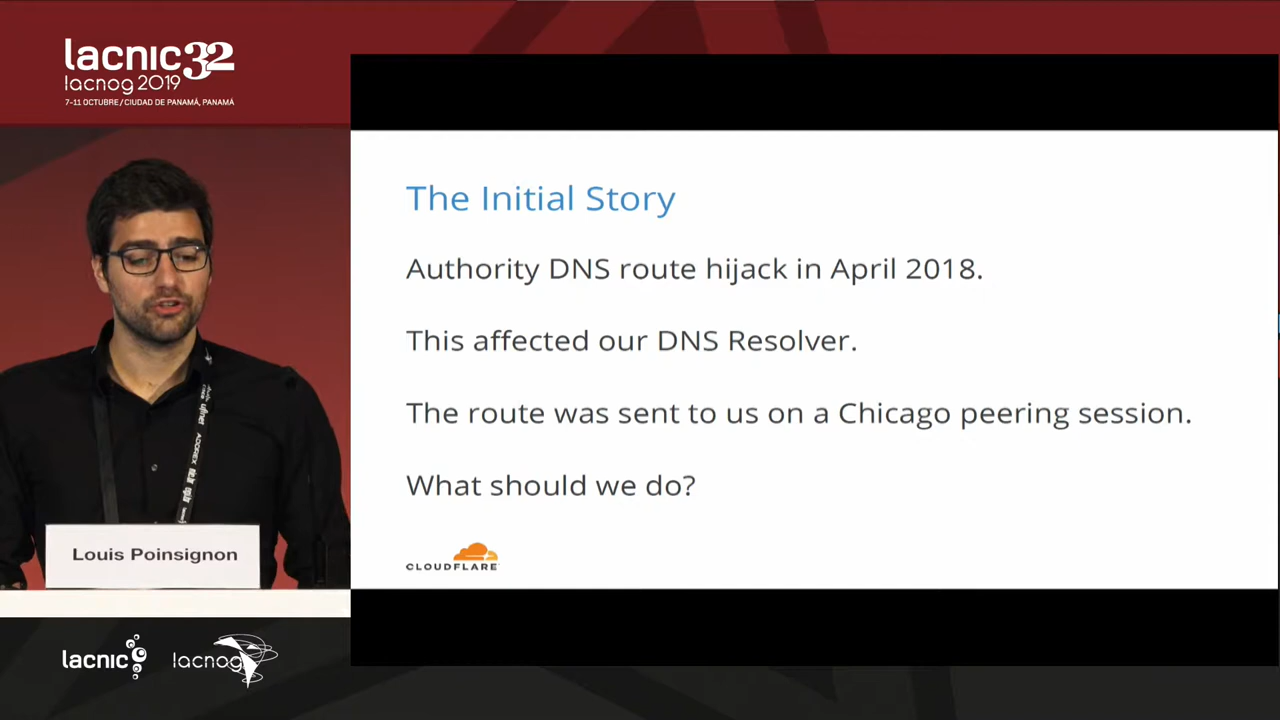 lacnic32
lacnog 2019
7-11 OCTUBRE / CIUDAD DE PANAMÁ, PANAMÁ
The Initial Story
Authority DNS route hijack in April 2018.
This affected our DNS Resolver.
The route was sent to us on a Chicago peering session.
What should we do?
CLOUDFLARE
ufinet
ADDREX
Louis Poinsignon
lacnic
lacnog